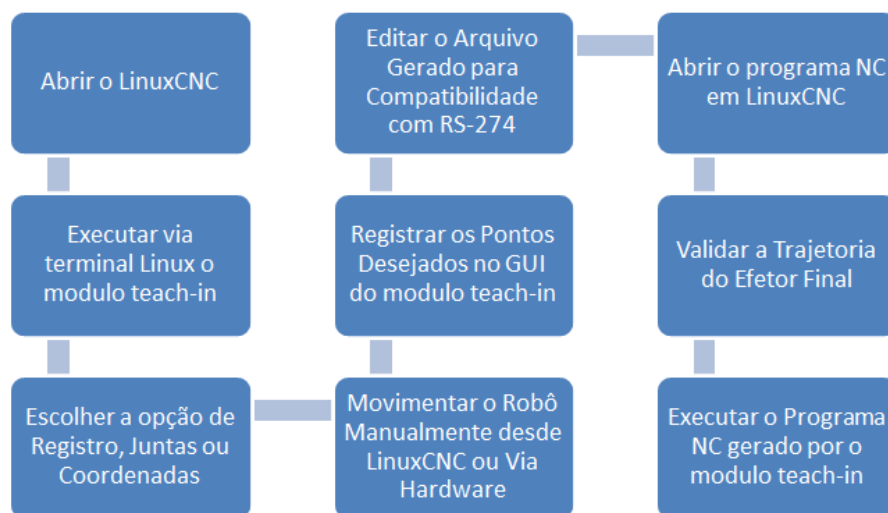 Abrir o LinuxCNC
Executar via
terminal Linux o
modulo teach-in
Escolher a opção de
Registro, Juntas ou
Coordenadas
Movimentar o Robô
Manualmente desde
LinuxCNC ou Via
Hardware
Registrar os Pontos
Desejados no GUI
do modulo teach-in
Editar o Arquivo
Gerado para
Compatibilidade
com RS-274
Abrir o programa NC
em LinuxCNC
Validar a Trajetoria
do Efetor Final
Executar o Programa
NC gerado por o
modulo teach-in